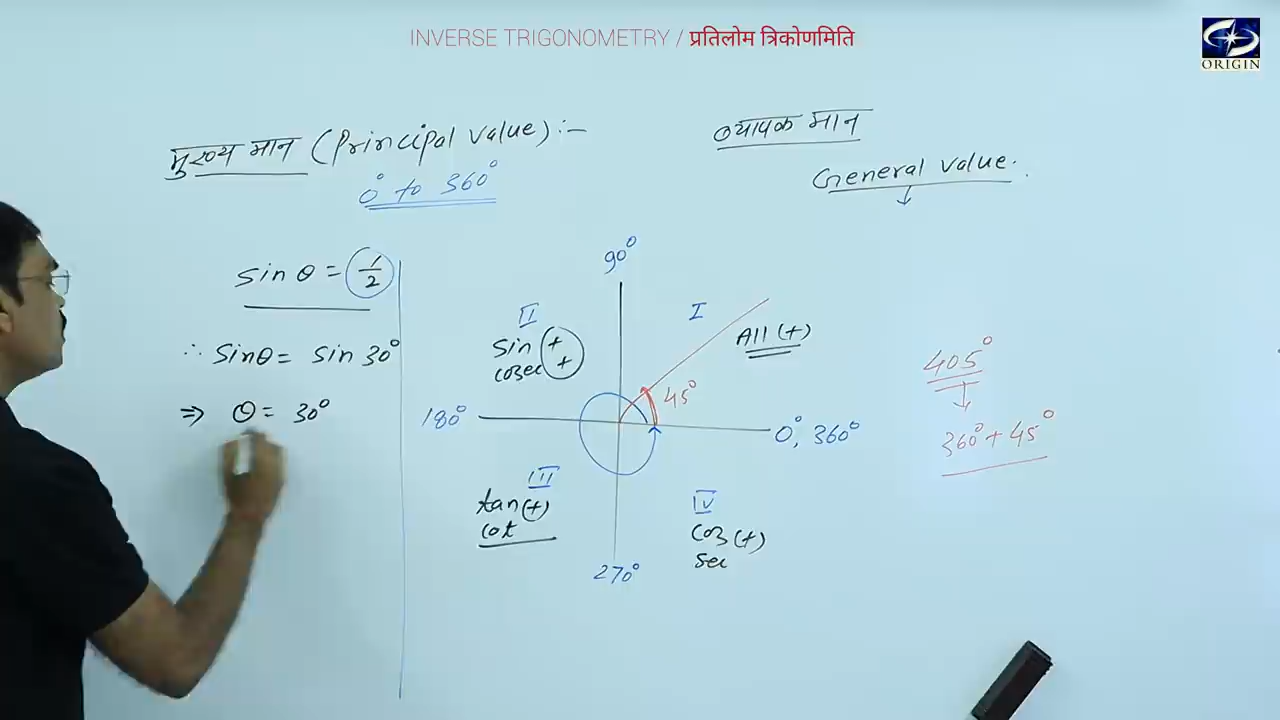 INVERSE TRIGONOMETRY / प्रतिलोम त्रिकोणमिति
ORIGIN
मुख्य मान (Principal value):-
0° to 360°
व्यापक मान
General value.
sin θ = 1/2
∴ sinθ = sin 30°
⇒ θ = 30°
90°
II
sin +
cosec +
I
All (+)
45°
180°
0°, 360°
III
tan (+)
cot
IV
cos (+)
sec
270°
405°
360° + 45°